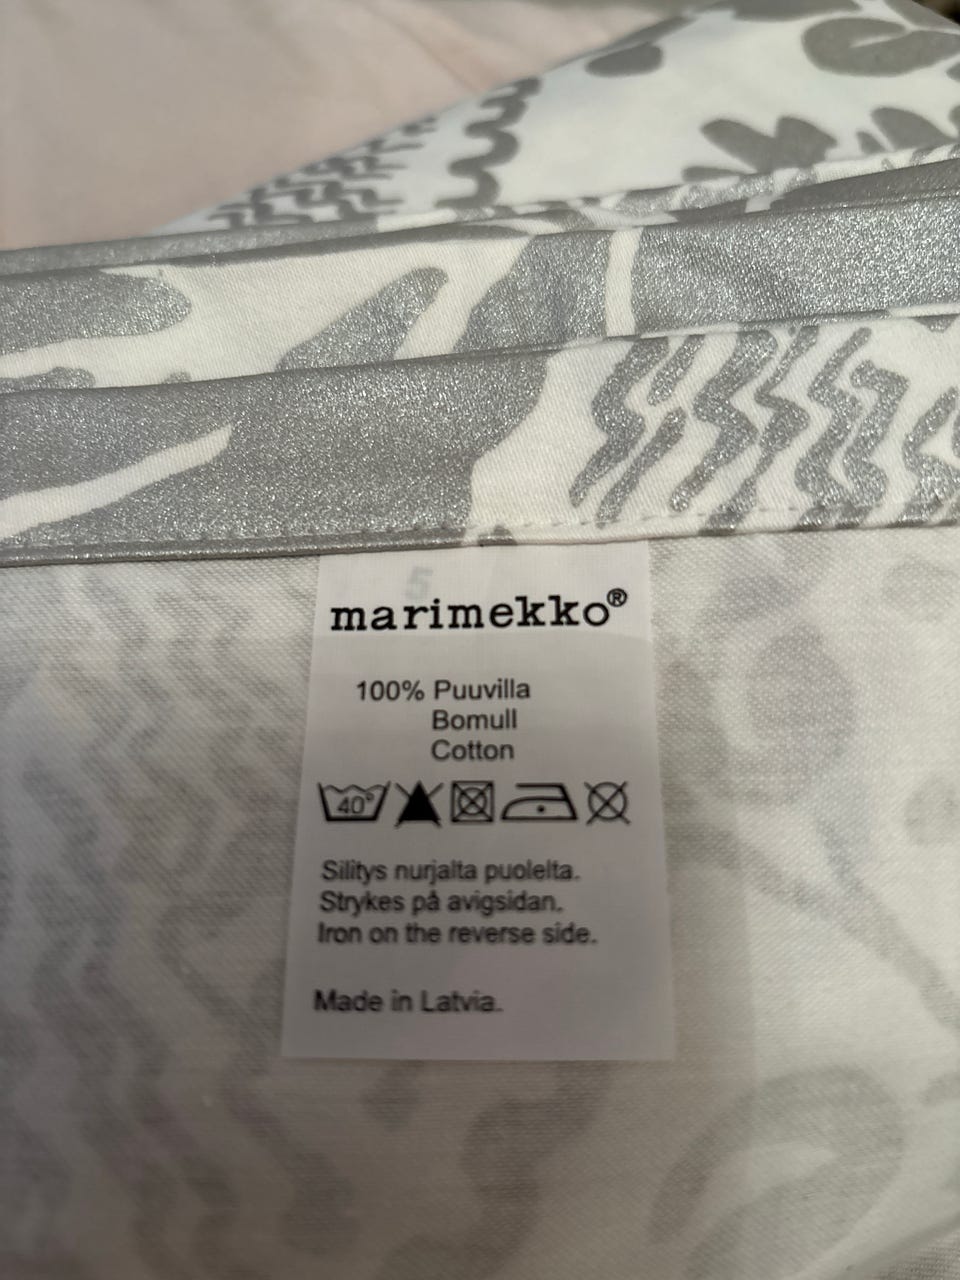 5
marimekko®
100% Puuvilla
Bomull
Cotton
40°
Silitys nurjalta puolelta.
Strykes på avigsidan.
Iron on the reverse side.
Made in Latvia.